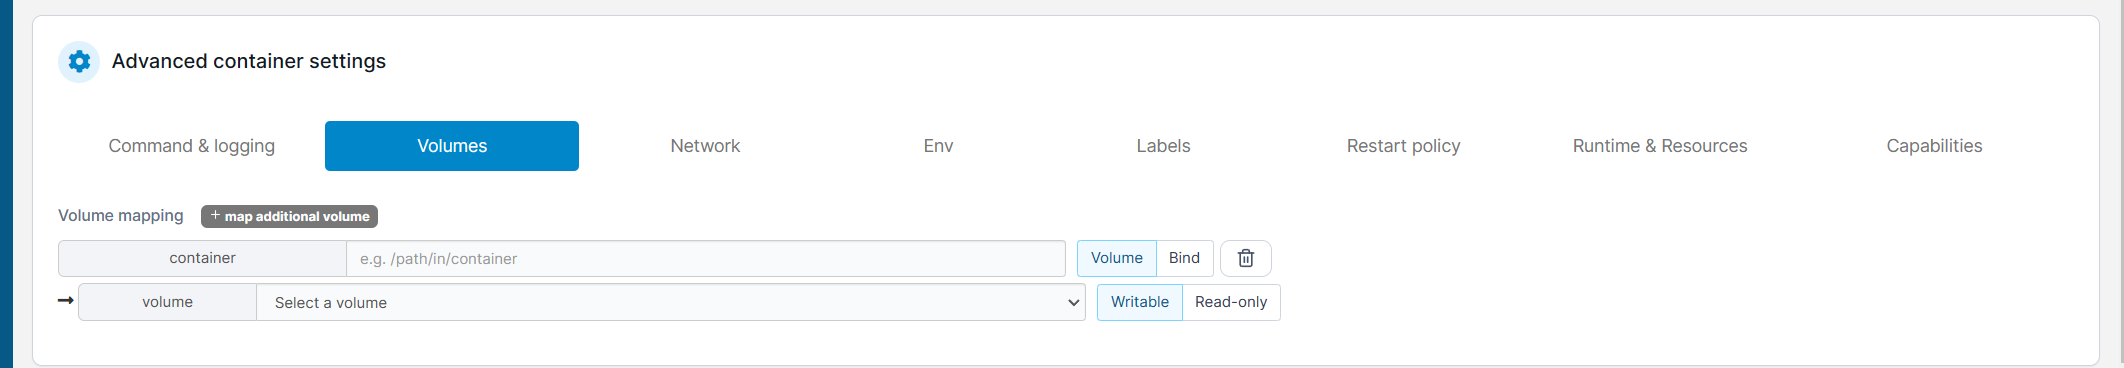 Advanced container settings
Command & logging Volumes Network Env Labels Restart policy Runtime & Resources Capabilities
Volume mapping + map additional volume
container e.g. /path/in/container Volume Bind
→ volume Select a volume Writable Read-only